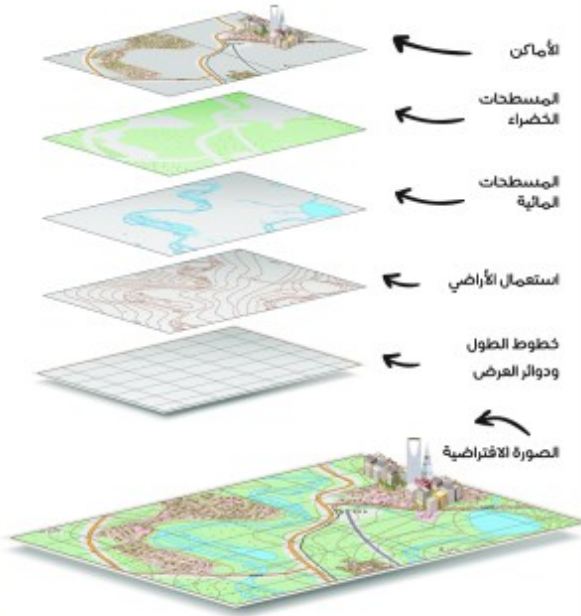 الأماكن
المسطحات
الخضراء
المسطحات
المائية
استعمال الأراضي
خطوط الطول
ودوائر العرض
الصورة الافتراضية